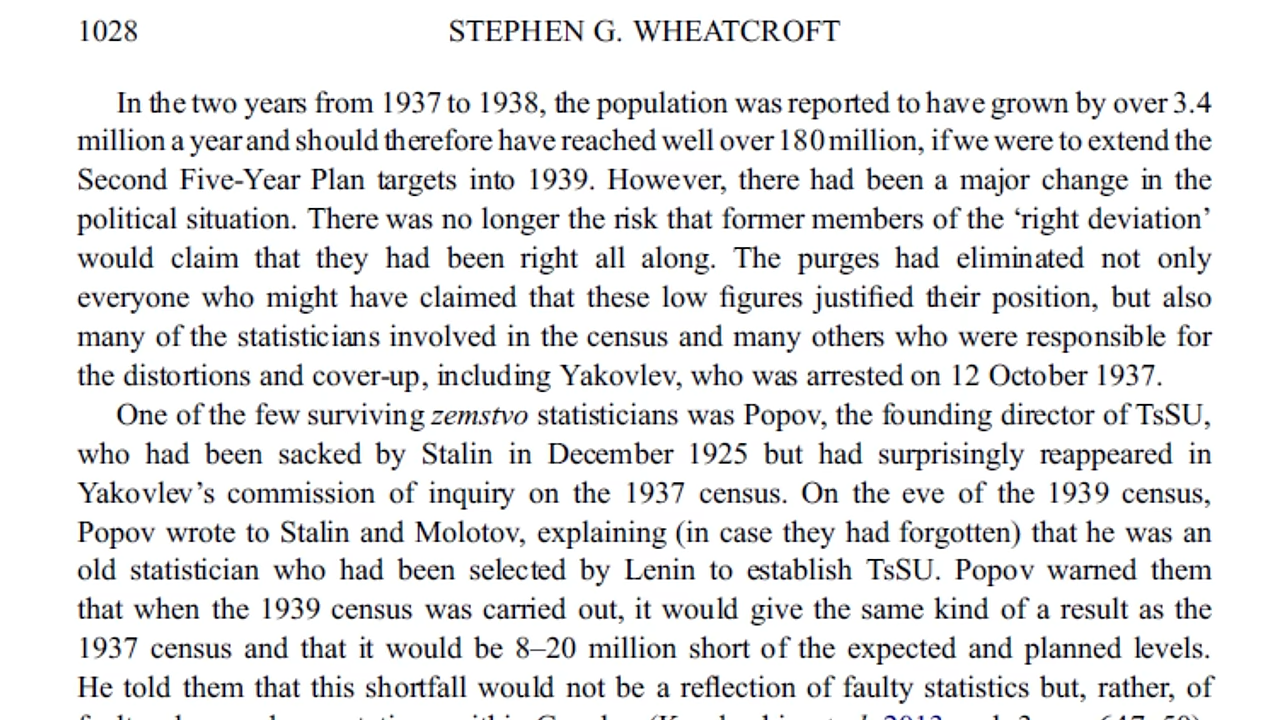 1028 STEPHEN G. WHEATCROFT
In the two years from 1937 to 1938, the population was reported to have grown by over 3.4
million a year and should therefore have reached well over 180 million, if we were to extend the
Second Five-Year Plan targets into 1939. However, there had been a major change in the
political situation. There was no longer the risk that former members of the ‘right deviation’
would claim that they had been right all along. The purges had eliminated not only
everyone who might have claimed that these low figures justified their position, but also
many of the statisticians involved in the census and many others who were responsible for
the distortions and cover-up, including Yakovlev, who was arrested on 12 October 1937.
One of the few surviving zemstvo statisticians was Popov, the founding director of TsSU,
who had been sacked by Stalin in December 1925 but had surprisingly reappeared in
Yakovlev’s commission of inquiry on the 1937 census. On the eve of the 1939 census,
Popov wrote to Stalin and Molotov, explaining (in case they had forgotten) that he was an
old statistician who had been selected by Lenin to establish TsSU. Popov warned them
that when the 1939 census was carried out, it would give the same kind of a result as the
1937 census and that it would be 8–20 million short of the expected and planned levels.
He told them that this shortfall would not be a reflection of faulty statistics but, rather, of